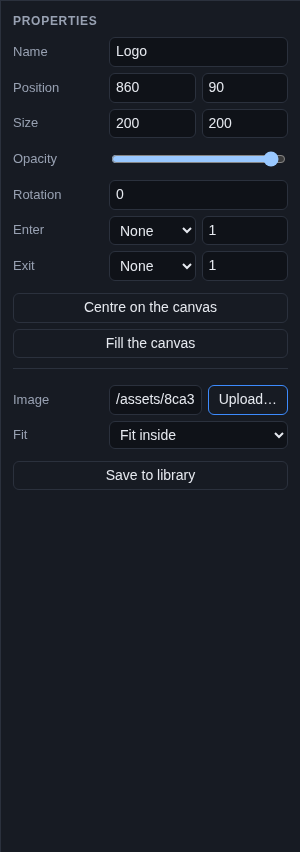 PROPERTIES
Name Logo
Position 860 90
Size 200 200
Opacity
Rotation 0
Enter None 1
Exit None 1
Centre on the canvas
Fill the canvas
Image /assets/8ca3 Upload…
Fit Fit inside
Save to library